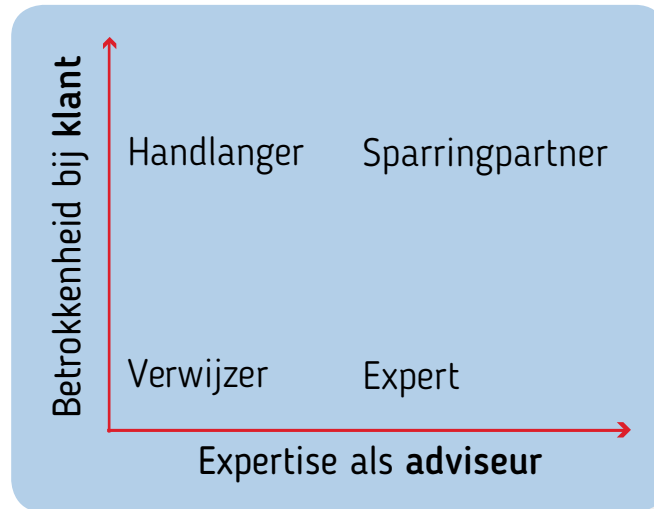 Betrokkenheid bij klant
Handlanger
Sparringpartner
Verwijzer
Expert
Expertise als adviseur